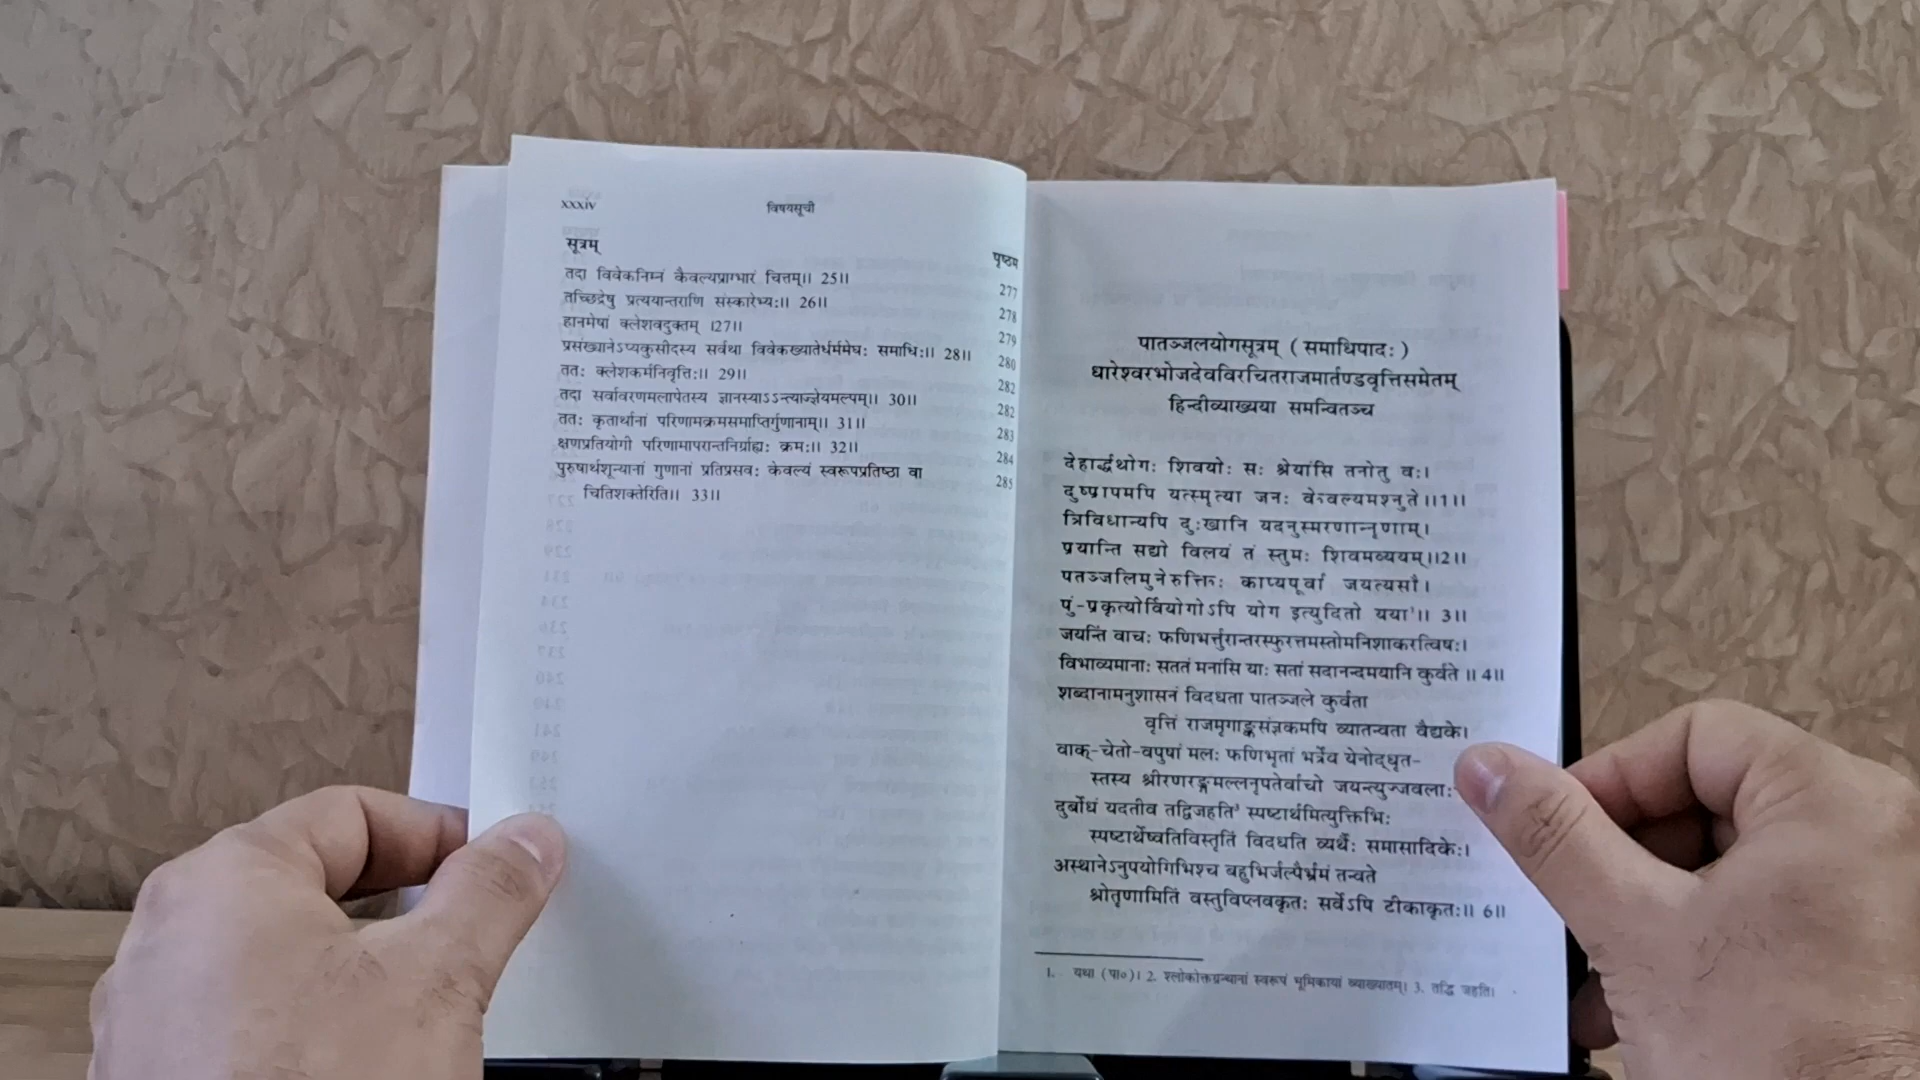 xxxiv विषयसूची
सूत्रम् पृष्ठम
तदा विवेकनिम्नं कैवल्यप्राग्भारं चित्तम्।। 25।। 277
तच्छिद्रेषु प्रत्ययान्तराणि संस्कारेभ्यः।। 26।। 278
हानमेषां क्लेशवदुक्तम् ।27।। 279
प्रसंख्यानेऽप्यकुसीदस्य सर्वथा विवेकख्यातेर्धर्ममेघः समाधिः।। 28।। 280
ततः क्लेशकर्मनिवृत्तिः।। 29।। 282
तदा सर्वावरणमलापेतस्य ज्ञानस्याऽऽन्त्याज्ज्ञेयमल्पम्।। 30।। 282
ततः कृतार्थानां परिणामक्रमसमाप्तिर्गुणानाम्।। 31।। 283
क्षणप्रतियोगी परिणामापरान्तनिर्ग्राह्यः क्रमः।। 32।। 284
पुरुषार्थशून्यानां गुणानां प्रतिप्रसवः केवल्यं स्वरूपप्रतिष्ठा वा 285
चितिशक्तेरिति।। 33।।
पातञ्जलयोगसूत्रम् ( समाधिपादः )
धारेश्वरभोजदेवविरचितराजमार्तण्डवृत्तिसमेतम्
हिन्दीव्याख्यया समन्वितञ्च
देहार्द्धयोगः शिवयोः सः श्रेयांसि तनोतु वः।
दुष्प्रापमपि यत्स्मृत्या जनः केवल्यमश्नुते।।1।।
त्रिविधान्यपि दुःखानि यदनुस्मरणान्नृणाम्।
प्रयान्ति सद्यो विलयं तं स्तुमः शिवमव्ययम्।।2।।
पतञ्जलिमुनेरुक्तिः काप्यपूर्वा जयत्यसौ।
पुं-प्रकृत्योर्वियोगोऽपि योग इत्युदितो यया¹।। 3।।
जयन्ति वाचः फणिभर्त्तुरान्तरस्फुरत्तमस्तोमनिशाकरत्विषः।
विभाव्यमानाः सततं मनांसि याः सतां सदानन्दमयानि कुर्वते ।। 4।।
शब्दानामनुशासनं विदधता पातञ्जले कुर्वता
वृत्तिं राजमृगाङ्कसंज्ञकमपि व्यातन्वता वैद्यके।
वाक्-चेतो-वपुषां मलः फणिभृतां भर्त्रेव येनोद्धृत-
स्तस्य श्रीरणरङ्गमल्लनृपतेर्वाचो जयन्त्युज्जवलाः
दुर्बोधं यदतीव तद्विजहति³ स्पष्टार्थमित्युक्तिभिः
स्पष्टार्थेष्वतिविस्तृतिं विदधति व्यर्थैः समासादिकेः।
अस्थानेऽनुपयोगिभिश्च बहुभिर्जल्पैर्भ्रमं तन्वते
श्रोतृणामिति वस्तुविप्लवकृतः सर्वेऽपि टीकाकृतः।। 6।।
1. यथा (पा०)। 2. श्लोकोक्तग्रन्थानां स्वरूपं भूमिकायां व्याख्यातम्। 3. तद्धि जहति।